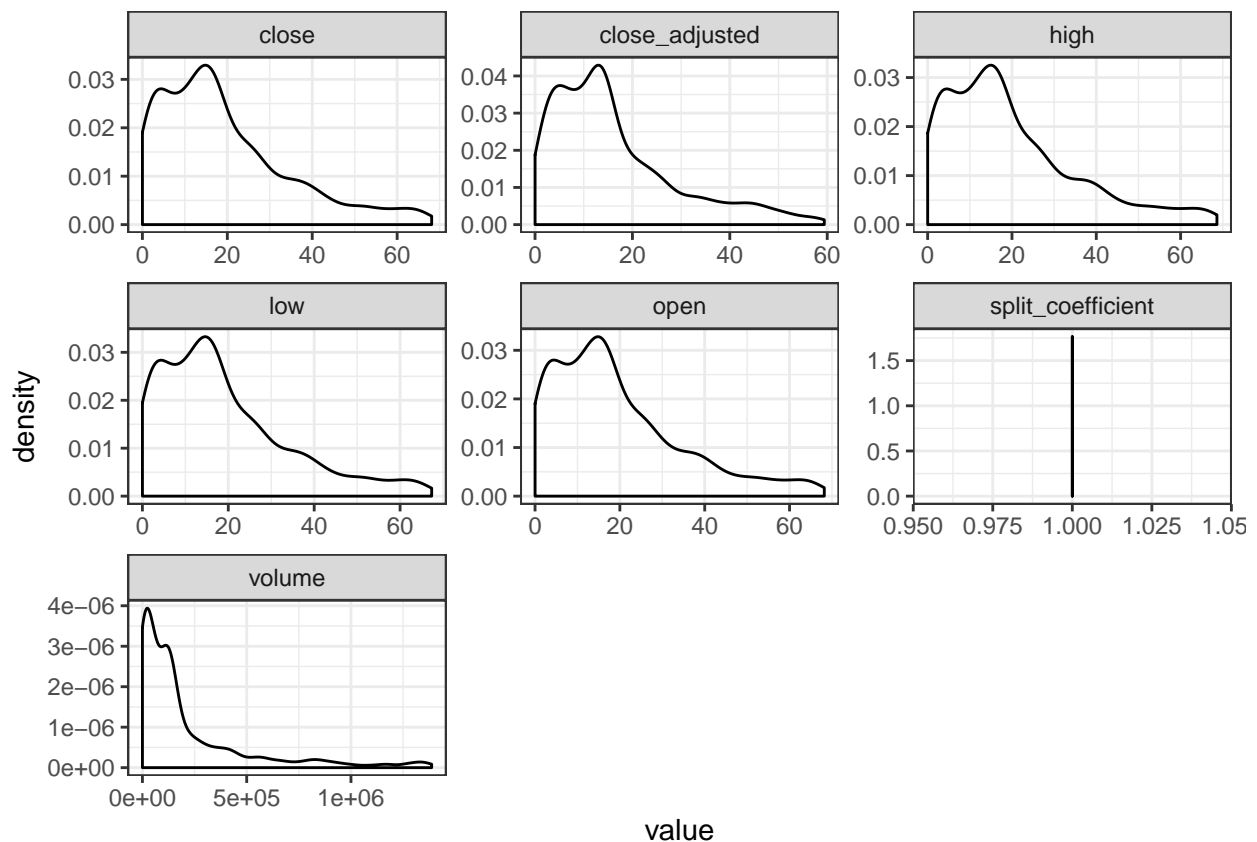 close close_adjusted high
0.03 0.04 0.03
0.03
0.02 0.02
0.02
0.01 0.01 0.01
0.00 0.00 0.00
0 20 40 60 0 20 40 60 0 20 40 60
low open split_coefficient
0.03 0.03 1.5
0.02 0.02 1.0
0.01 0.01 0.5
0.00 0.00 0.0
0 20 40 60 0 20 40 60 0.950 0.975 1.000 1.025 1.05
density
volume
4e−06
3e−06
2e−06
1e−06
0e+00
0e+00 5e+05 1e+06
value